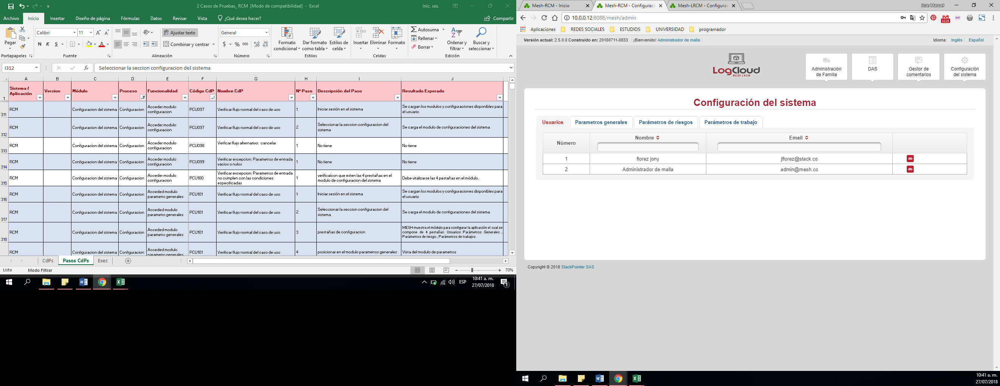 2 Casos de Pruebas_ RCM  [Modo de compatibilidad]  -  Excel
Inic. ses.
Archivo Inicio Insertar Diseño de página Fórmulas Datos Revisar Vista ¿Qué desea hacer? Compartir
Pegar
Calibri 11
N K S
Ajustar texto
Combinar y centrar
General
$ % 000
Formato condicional
Dar formato como tabla
Estilos de celda
Insertar Eliminar Formato
Autosuma
Rellenar
Borrar
Ordenar y filtrar
Buscar y seleccionar
Portapapeles Fuente Alineación Número Estilos Celdas Edición
I312 fx Seleccionar la seccion configuracion del sistema
A B C D E F G H I J
1 Sistema / Aplicación Version Módulo Proceso Funcionalidad Código CdP Nombre CdP N° Paso Descripción del Paso Resultado Esperado
311 RCM Configuracion del sistema Configuracion Acceder modulo configuracion PCU097 Verificar flujo normal del caso de uso 1 Iniciar sesión en el sistema Se cargan los modulos y configuraciones disponibles para el usuario
312 RCM Configuracion del sistema Configuracion Acceder modulo configuracion PCU097 Verificar flujo normal del caso de uso 2 Seleccionar la seccion configuracion del sistema Se carga el modulo de configuraciones del sistema
313 RCM Configuracion del sistema Configuracion Acceder modulo configuracion PCU098 Verficar flujo alternativo:  cancelar 1 No tiene No tiene
314 RCM Configuracion del sistema Configuracion Acceder modulo configuracion PCU099 Verificar excepcion: Parametros de entrada vacios o nulos 1 No tiene No tiene
315 RCM Configuracion del sistema Configuracion Acceder modulo configuracion PCU100 Verificar excepcion: Parametros de entrada no cumplen con las condiciones especificadas 1 verificaicon que esten las 4 prestañas en el modulo de configuracion del sistema Debe vitalizarse las 4 pestañas en el módulo.
316 RCM Configuracion del sistema Configuracion Acceded modulo parametro generales PCU101 Verificar flujo normal del caso de uso 1 Iniciar sesión en el sistema Se cargan los modulos y configuraciones disponibles para el usuario
317 RCM Configuracion del sistema Configuracion Acceded modulo parametro generales PCU101 Verificar flujo normal del caso de uso 2 Seleccionar la seccion configuracion del sistema Se carga el modulo de configuraciones del sistema
318 RCM Configuracion del sistema Configuracion Acceded modulo parametro generales PCU101 Verificar flujo normal del caso de uso 3 prestañas de configuracion MESH muestra el módulo para configurar la aplicación el cual se compone de 4 pestañas: Usuarios Parámetros Generales , Parámetros de riesgo , Parámetros de trabajos.
RCM Configuracion del sistema Configuracion Acceded modulo parametro generales PCU101 Verificar flujo normal del caso de uso 4 posicionar en el modulo parametros generales Vista del modulo de parametros
CdPs Pasos CdPs Exec
Listo Modo Filtrar 70%
ESP 10:41 a. m.
27/07/2018
1
Mesh-RCM - Inicio
Mesh-RCM - Configuraci
Mesh-LRCM - Configurac
Jose Manuel
10.0.0.12:8088/mesh/admin
5226
Aplicaciones REDES SOCIALES ESTUDIOS UNIVERSIDAD programador
Versión actual: 2.5.0.0 Construido en: 20180711-0833 ¡Bienvenido! Administrador de malla
Idioma: Inglés Español
LogCloud
MESH LRCM
Administración de Familia
DAS
Gestor de comentarios
Configuración del sistema
Configuración del sistema
Usuarios Parametros generales Parámetros de riesgos Parámetros de trabajo
Número Nombre Email
1 florez jony jflorez@stack.co
2 Administrador de malla admin@mesh.co
Copyright © 2018 StackPointer SAS
10:41 a. m.
27/07/2018